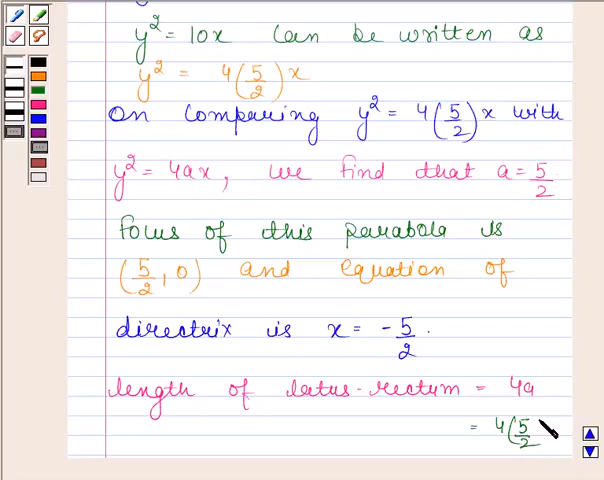 y² = 10x can be written as
y² = 4(5/2)x
On comparing y² = 4(5/2)x with
y² = 4ax, we find that a = 5/2
focus of this parabola is
(5/2, 0) and equation of
directrix is x = -5/2.
length of latus-rectum = 4a
= 4(5/2